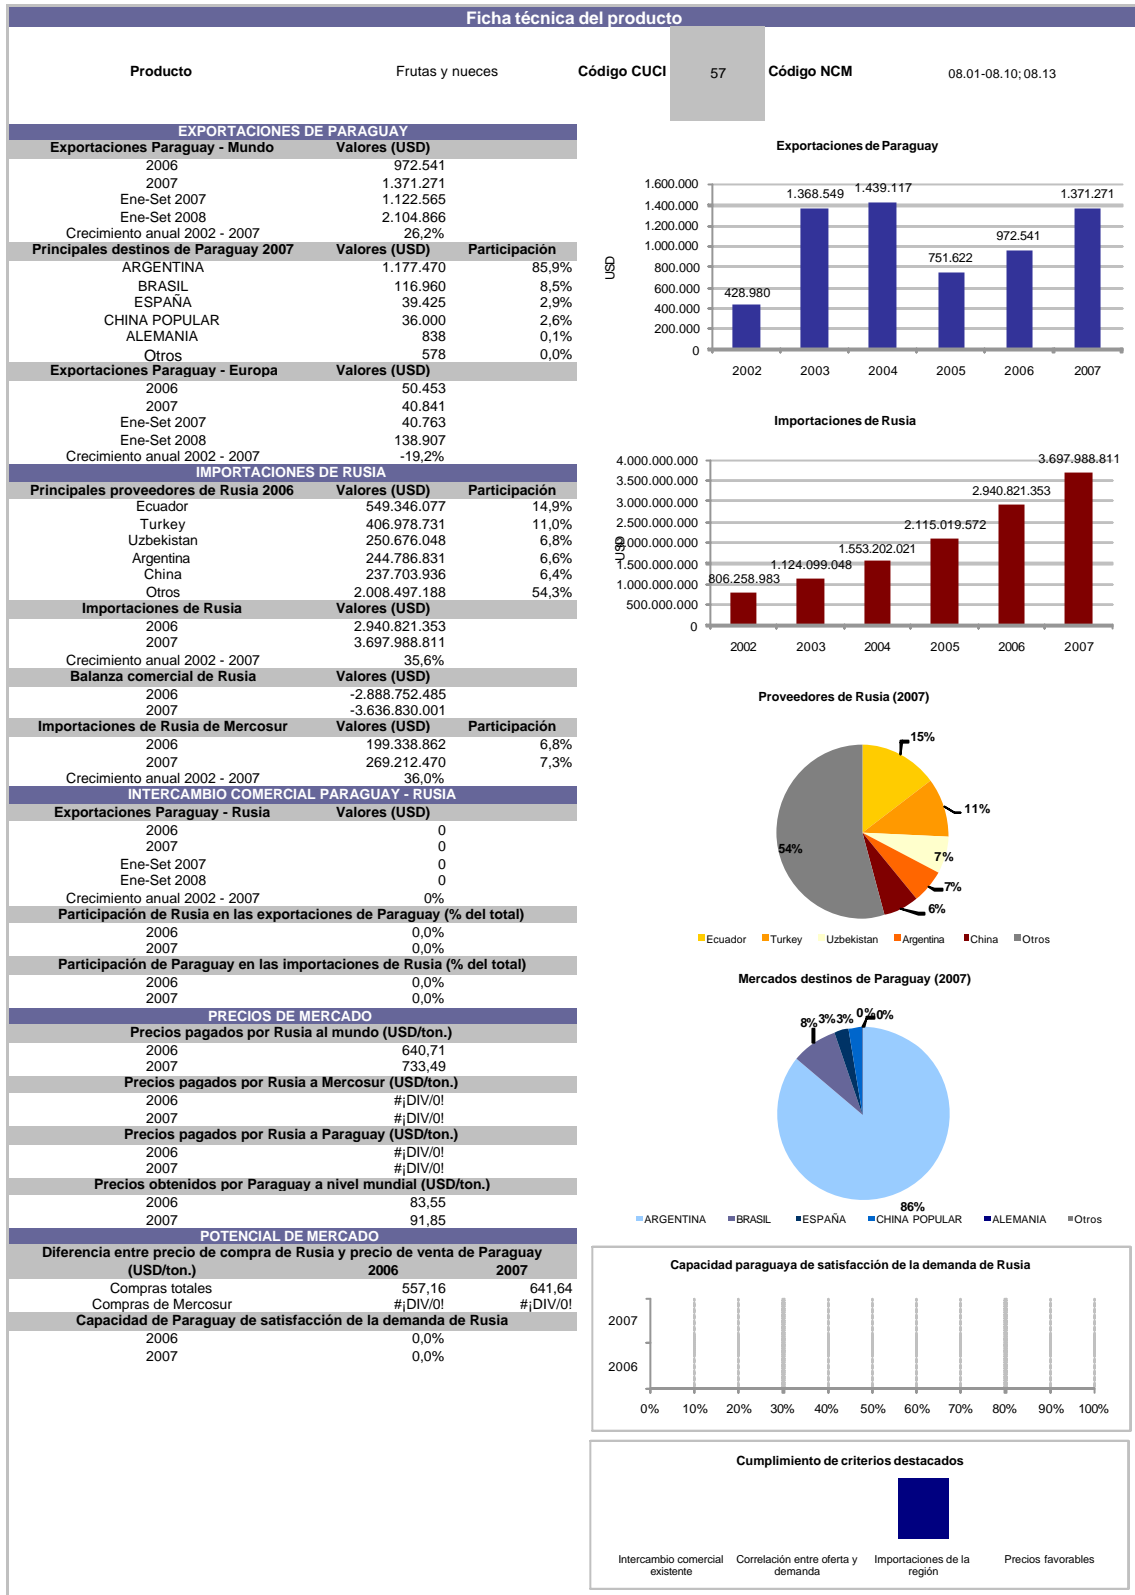 Ficha técnica del producto
Producto Frutas y nueces Código CUCI 57 Código NCM 08.01-08.10; 08.13
EXPORTACIONES DE PARAGUAY
Exportaciones Paraguay - Mundo Valores (USD)
2006 972.541
2007 1.371.271
Ene-Set 2007 1.122.565
Ene-Set 2008 2.104.866
Crecimiento anual 2002 - 2007 26,2%
Principales destinos de Paraguay 2007 Valores (USD) Participación
ARGENTINA 1.177.470 85,9%
BRASIL 116.960 8,5%
ESPAÑA 39.425 2,9%
CHINA POPULAR 36.000 2,6%
ALEMANIA 838 0,1%
Otros 578 0,0%
Exportaciones Paraguay - Europa Valores (USD)
2006 50.453
2007 40.841
Ene-Set 2007 40.763
Ene-Set 2008 138.907
Crecimiento anual 2002 - 2007 -19,2%
IMPORTACIONES DE RUSIA
Principales proveedores de Rusia 2006 Valores (USD) Participación
Ecuador 549.346.077 14,9%
Turkey 406.978.731 11,0%
Uzbekistan 250.676.048 6,8%
Argentina 244.786.831 6,6%
China 237.703.936 6,4%
Otros 2.008.497.188 54,3%
Importaciones de Rusia Valores (USD)
2006 2.940.821.353
2007 3.697.988.811
Crecimiento anual 2002 - 2007 35,6%
Balanza comercial de Rusia Valores (USD)
2006 -2.888.752.485
2007 -3.636.830.001
Importaciones de Rusia de Mercosur Valores (USD) Participación
2006 199.338.862 6,8%
2007 269.212.470 7,3%
Crecimiento anual 2002 - 2007 36,0%
INTERCAMBIO COMERCIAL PARAGUAY - RUSIA
Exportaciones Paraguay - Rusia Valores (USD)
2006 0
2007 0
Ene-Set 2007 0
Ene-Set 2008 0
Crecimiento anual 2002 - 2007 0%
Participación de Rusia en las exportaciones de Paraguay (% del total)
2006 0,0%
2007 0,0%
Participación de Paraguay en las importaciones de Rusia (% del total)
2006 0,0%
2007 0,0%
PRECIOS DE MERCADO
Precios pagados por Rusia al mundo (USD/ton.)
2006 640,71
2007 733,49
Precios pagados por Rusia a Mercosur (USD/ton.)
2006 #¡DIV/0!
2007 #¡DIV/0!
Precios pagados por Rusia a Paraguay (USD/ton.)
2006 #¡DIV/0!
2007 #¡DIV/0!
Precios obtenidos por Paraguay a nivel mundial (USD/ton.)
2006 83,55
2007 91,85
POTENCIAL DE MERCADO
Diferencia entre precio de compra de Rusia y precio de venta de Paraguay
(USD/ton.) 2006 2007
Compras totales 557,16 641,64
Compras de Mercosur #¡DIV/0! #¡DIV/0!
Capacidad de Paraguay de satisfacción de la demanda de Rusia
2006 0,0%
2007 0,0%
Exportaciones de Paraguay
USD
1.600.000
1.400.000
1.200.000
1.000.000
800.000
600.000
400.000
200.000
0
428.980 1.368.549 1.439.117 751.622 972.541 1.371.271
2002 2003 2004 2005 2006 2007
Importaciones de Rusia
USD
4.000.000.000
3.500.000.000
3.000.000.000
2.500.000.000
2.000.000.000
1.500.000.000
1.000.000.000
500.000.000
0
806.258.983 1.124.099.048 1.553.202.021 2.115.019.572 2.940.821.353 3.697.988.811
2002 2003 2004 2005 2006 2007
Proveedores de Rusia (2007)
15%
11%
7%
7%
6%
54%
Ecuador Turkey Uzbekistan Argentina China Otros
Mercados destinos de Paraguay (2007)
8% 3% 3% 0% 0%
86%
ARGENTINA BRASIL ESPAÑA CHINA POPULAR ALEMANIA Otros
Capacidad paraguaya de satisfacción de la demanda de Rusia
2007
2006
0% 10% 20% 30% 40% 50% 60% 70% 80% 90% 100%
Cumplimiento de criterios destacados
Intercambio comercial existente Correlación entre oferta y demanda Importaciones de la región Precios favorables